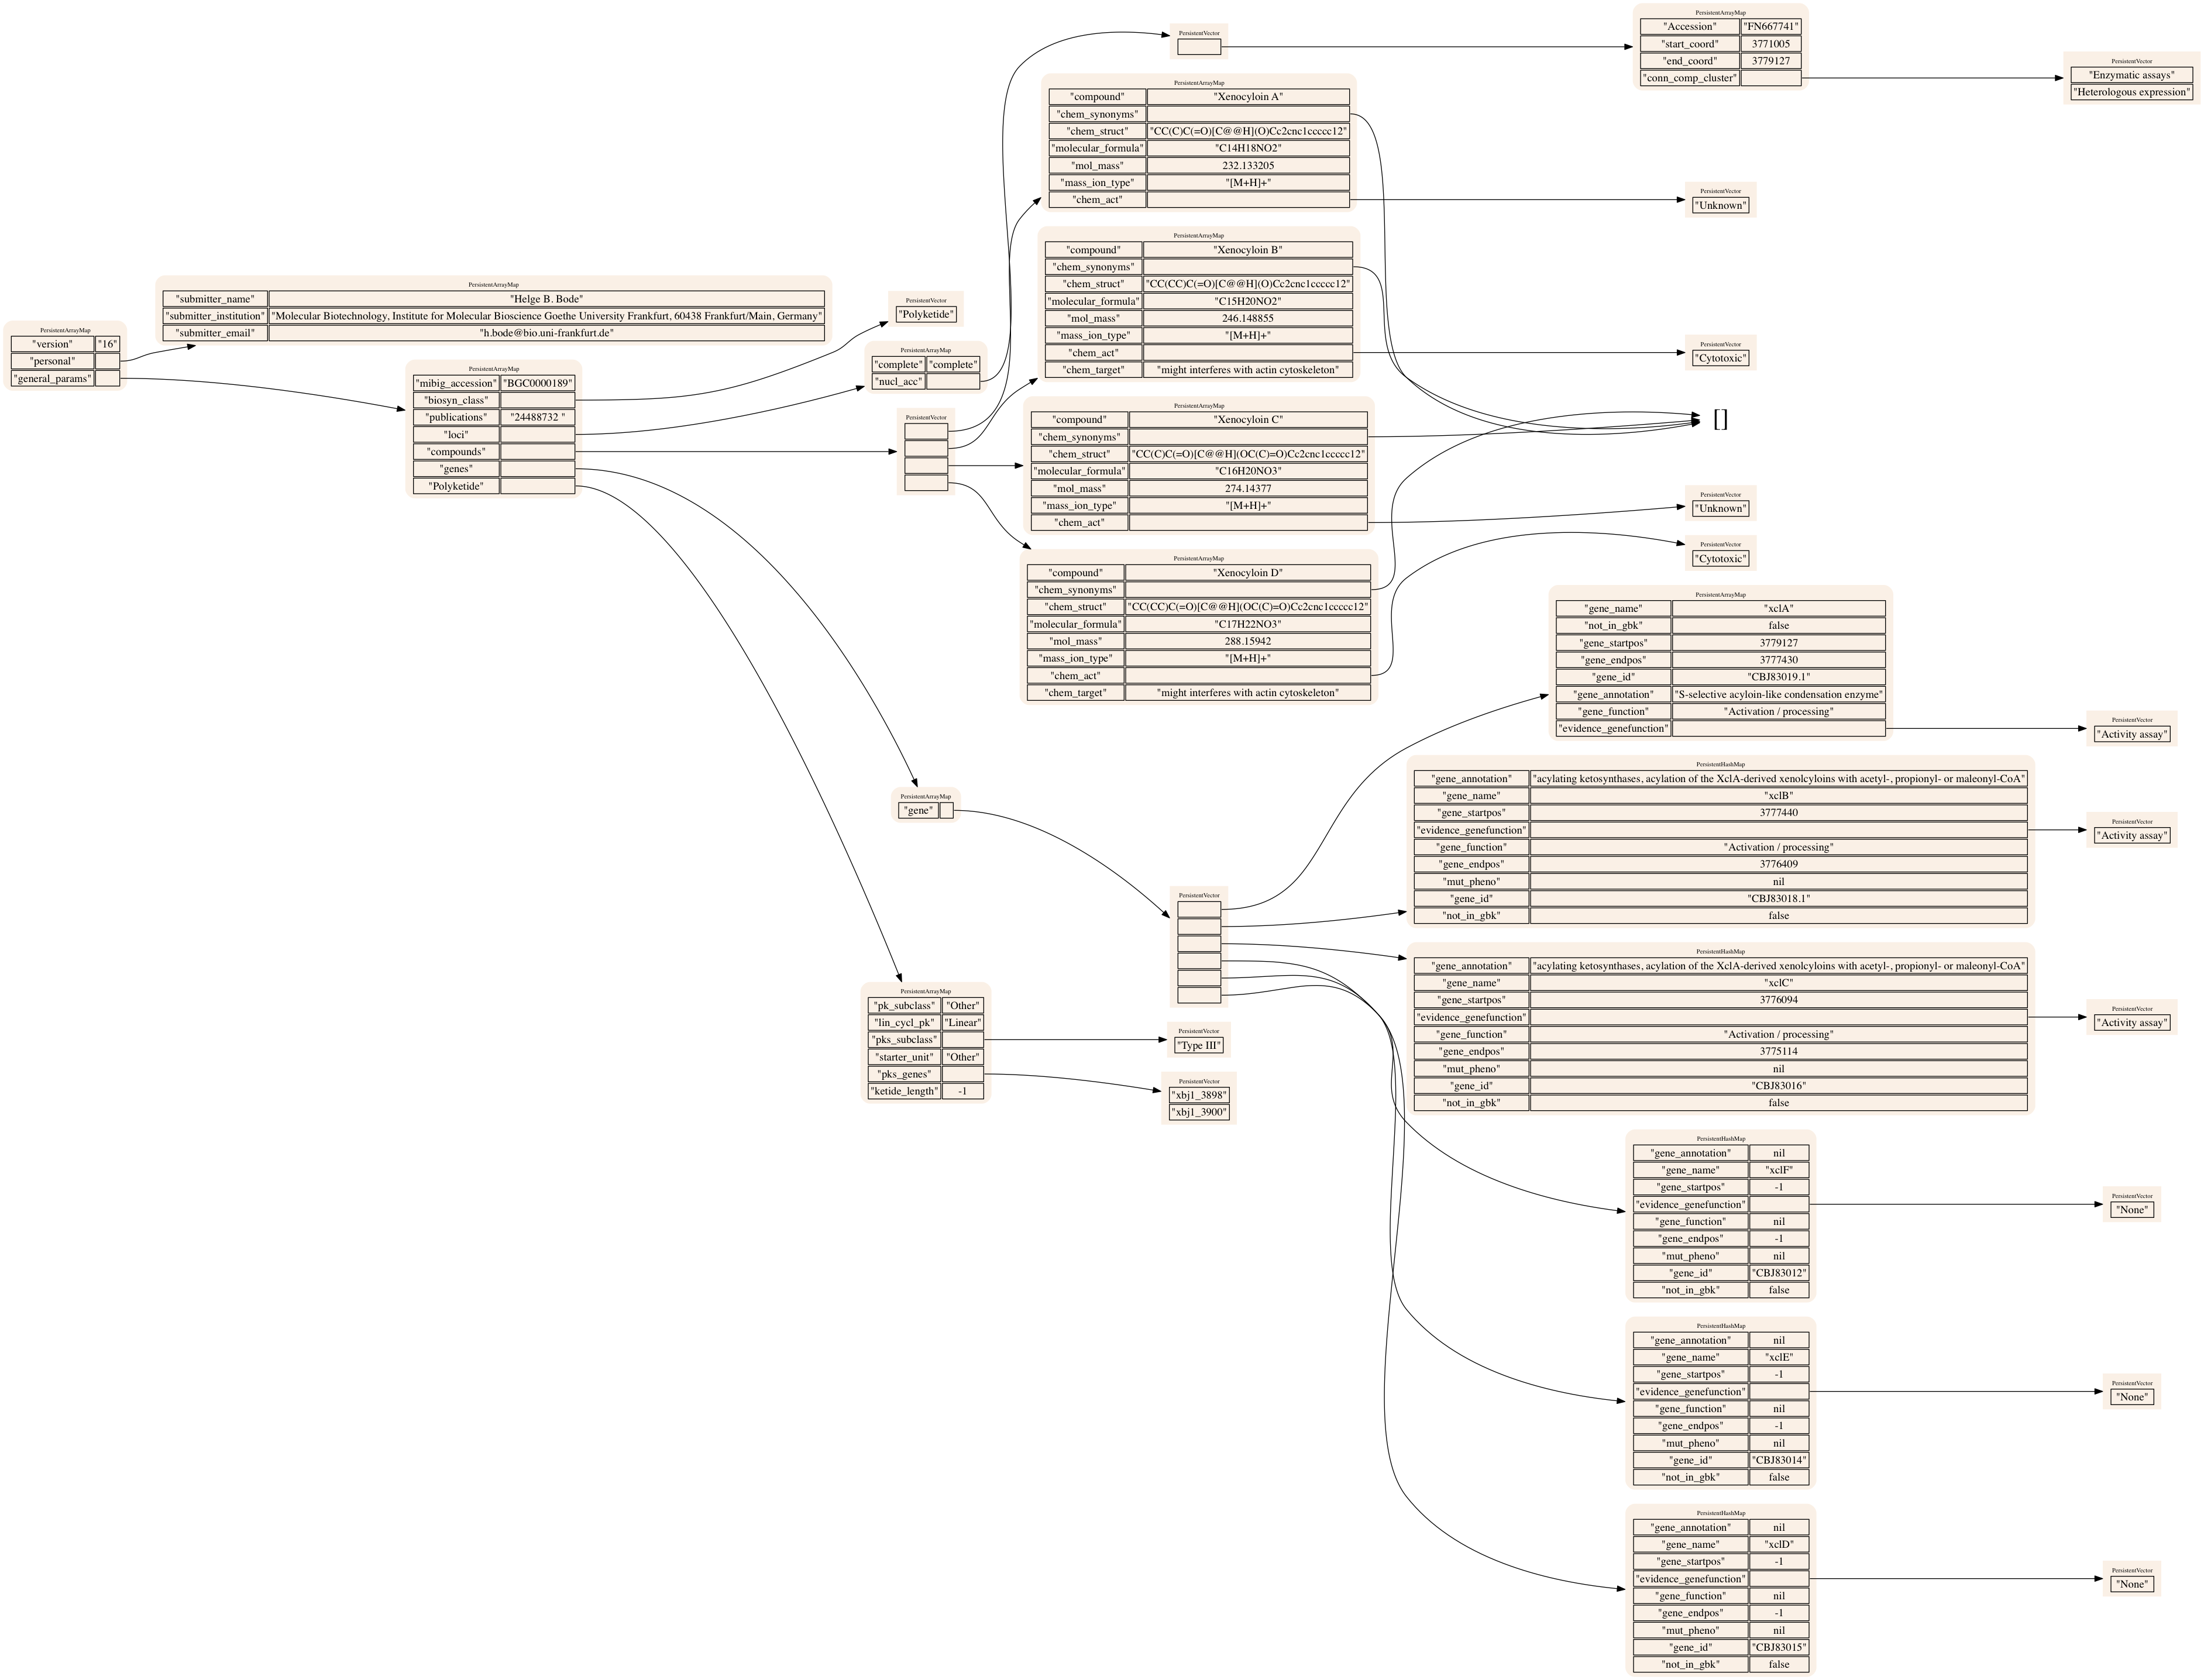 PersistentArrayMap
"version" "16"
"personal"
"general_params"
PersistentArrayMap
"submitter_name" "Helge B. Bode"
"submitter_institution" "Molecular Biotechnology, Institute for Molecular Bioscience Goethe University Frankfurt, 60438 Frankfurt/Main, Germany"
"submitter_email" "h.bode@bio.uni-frankfurt.de"
PersistentArrayMap
"mibig_accession" "BGC0000189"
"biosyn_class"
"publications" "24488732 "
"loci"
"compounds"
"genes"
"Polyketide"
PersistentVector
"Polyketide"
PersistentArrayMap
"complete" "complete"
"nucl_acc"
PersistentVector
PersistentVector
PersistentArrayMap
"Accession" "FN667741"
"start_coord" 3771005
"end_coord" 3779127
"conn_comp_cluster"
PersistentVector
"Enzymatic assays"
"Heterologous expression"
PersistentArrayMap
"compound" "Xenocyloin A"
"chem_synonyms"
"chem_struct" "CC(C)C(=O)[C@@H](O)Cc2cnc1ccccc12"
"molecular_formula" "C14H18NO2"
"mol_mass" 232.133205
"mass_ion_type" "[M+H]+"
"chem_act"
PersistentVector
"Unknown"
PersistentArrayMap
"compound" "Xenocyloin B"
"chem_synonyms"
"chem_struct" "CC(CC)C(=O)[C@@H](O)Cc2cnc1ccccc12"
"molecular_formula" "C15H20NO2"
"mol_mass" 246.148855
"mass_ion_type" "[M+H]+"
"chem_act"
"chem_target" "might interferes with actin cytoskeleton"
PersistentVector
"Cytotoxic"
[]
PersistentArrayMap
"compound" "Xenocyloin C"
"chem_synonyms"
"chem_struct" "CC(C)C(=O)[C@@H](OC(C)=O)Cc2cnc1ccccc12"
"molecular_formula" "C16H20NO3"
"mol_mass" 274.14377
"mass_ion_type" "[M+H]+"
"chem_act"
PersistentVector
"Unknown"
PersistentVector
"Cytotoxic"
PersistentArrayMap
"compound" "Xenocyloin D"
"chem_synonyms"
"chem_struct" "CC(CC)C(=O)[C@@H](OC(C)=O)Cc2cnc1ccccc12"
"molecular_formula" "C17H22NO3"
"mol_mass" 288.15942
"mass_ion_type" "[M+H]+"
"chem_act"
"chem_target" "might interferes with actin cytoskeleton"
PersistentArrayMap
"gene"
PersistentVector
PersistentArrayMap
"gene_name" "xclA"
"not_in_gbk" false
"gene_startpos" 3779127
"gene_endpos" 3777430
"gene_id" "CBJ83019.1"
"gene_annotation" "S-selective acyloin-like condensation enzyme"
"gene_function" "Activation / processing"
"evidence_genefunction"
PersistentVector
"Activity assay"
PersistentHashMap
"gene_annotation" "acylating ketosynthases, acylation of the XclA-derived xenolcyloins with acetyl-, propionyl- or maleonyl-CoA"
"gene_name" "xclB"
"gene_startpos" 3777440
"evidence_genefunction"
"gene_function" "Activation / processing"
"gene_endpos" 3776409
"mut_pheno" nil
"gene_id" "CBJ83018.1"
"not_in_gbk" false
PersistentVector
"Activity assay"
PersistentHashMap
"gene_annotation" "acylating ketosynthases, acylation of the XclA-derived xenolcyloins with acetyl-, propionyl- or maleonyl-CoA"
"gene_name" "xclC"
"gene_startpos" 3776094
"evidence_genefunction"
"gene_function" "Activation / processing"
"gene_endpos" 3775114
"mut_pheno" nil
"gene_id" "CBJ83016"
"not_in_gbk" false
PersistentVector
"Activity assay"
PersistentArrayMap
"pk_subclass" "Other"
"lin_cycl_pk" "Linear"
"pks_subclass"
"starter_unit" "Other"
"pks_genes"
"ketide_length" -1
PersistentVector
"Type III"
PersistentVector
"xbj1_3898"
"xbj1_3900"
PersistentHashMap
"gene_annotation" nil
"gene_name" "xclF"
"gene_startpos" -1
"evidence_genefunction"
"gene_function" nil
"gene_endpos" -1
"mut_pheno" nil
"gene_id" "CBJ83012"
"not_in_gbk" false
PersistentVector
"None"
PersistentHashMap
"gene_annotation" nil
"gene_name" "xclE"
"gene_startpos" -1
"evidence_genefunction"
"gene_function" nil
"gene_endpos" -1
"mut_pheno" nil
"gene_id" "CBJ83014"
"not_in_gbk" false
PersistentVector
"None"
PersistentHashMap
"gene_annotation" nil
"gene_name" "xclD"
"gene_startpos" -1
"evidence_genefunction"
"gene_function" nil
"gene_endpos" -1
"mut_pheno" nil
"gene_id" "CBJ83015"
"not_in_gbk" false
PersistentVector
"None"